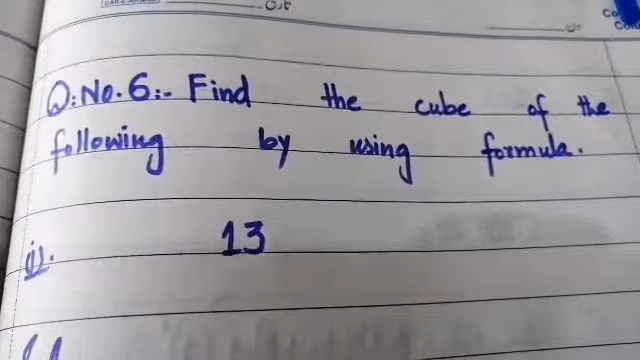 Q:No.6:- Find the cube of the
following by using formula.
(i). 13